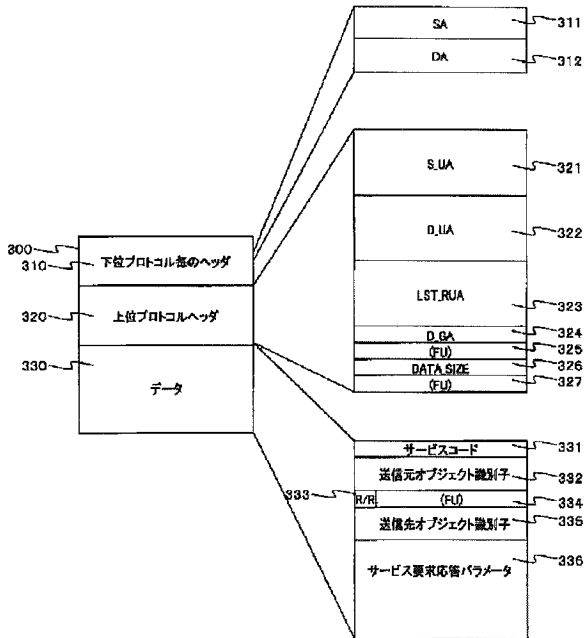 SA
311
DA
312
S_UA
321
D_UA
322
LST_RUA
323
D_GA
324
(FU)
325
DATA_SIZE
326
(FU)
327
300
310
下位プロトコル毎のヘッダ
320
上位プロトコルヘッダ
330
データ
サービスコード
331
送信元オブジェクト識別子
332
333
R/R
(FU)
334
送信先オブジェクト識別子
335
サービス要求応答パラメータ
336